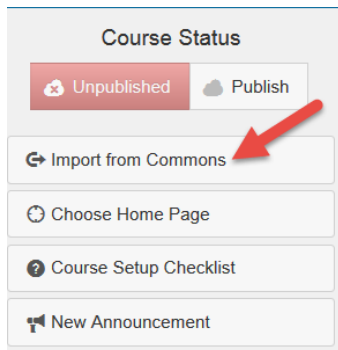 Course Status
Unpublished Publish
Import from Commons
Choose Home Page
Course Setup Checklist
New Announcement